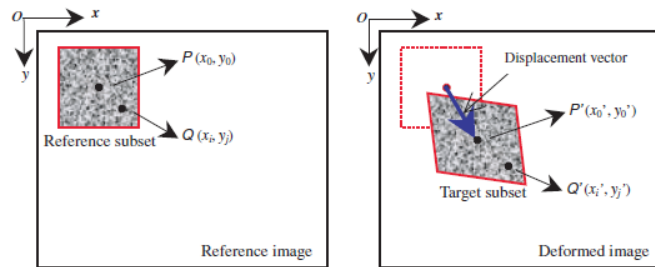 O x
y
P (x₀, y₀)
Q (xᵢ, yⱼ)
Reference subset
Reference image
O x
y
Displacement vector
P' (x₀', y₀')
Target subset
Q' (xᵢ', yⱼ')
Deformed image